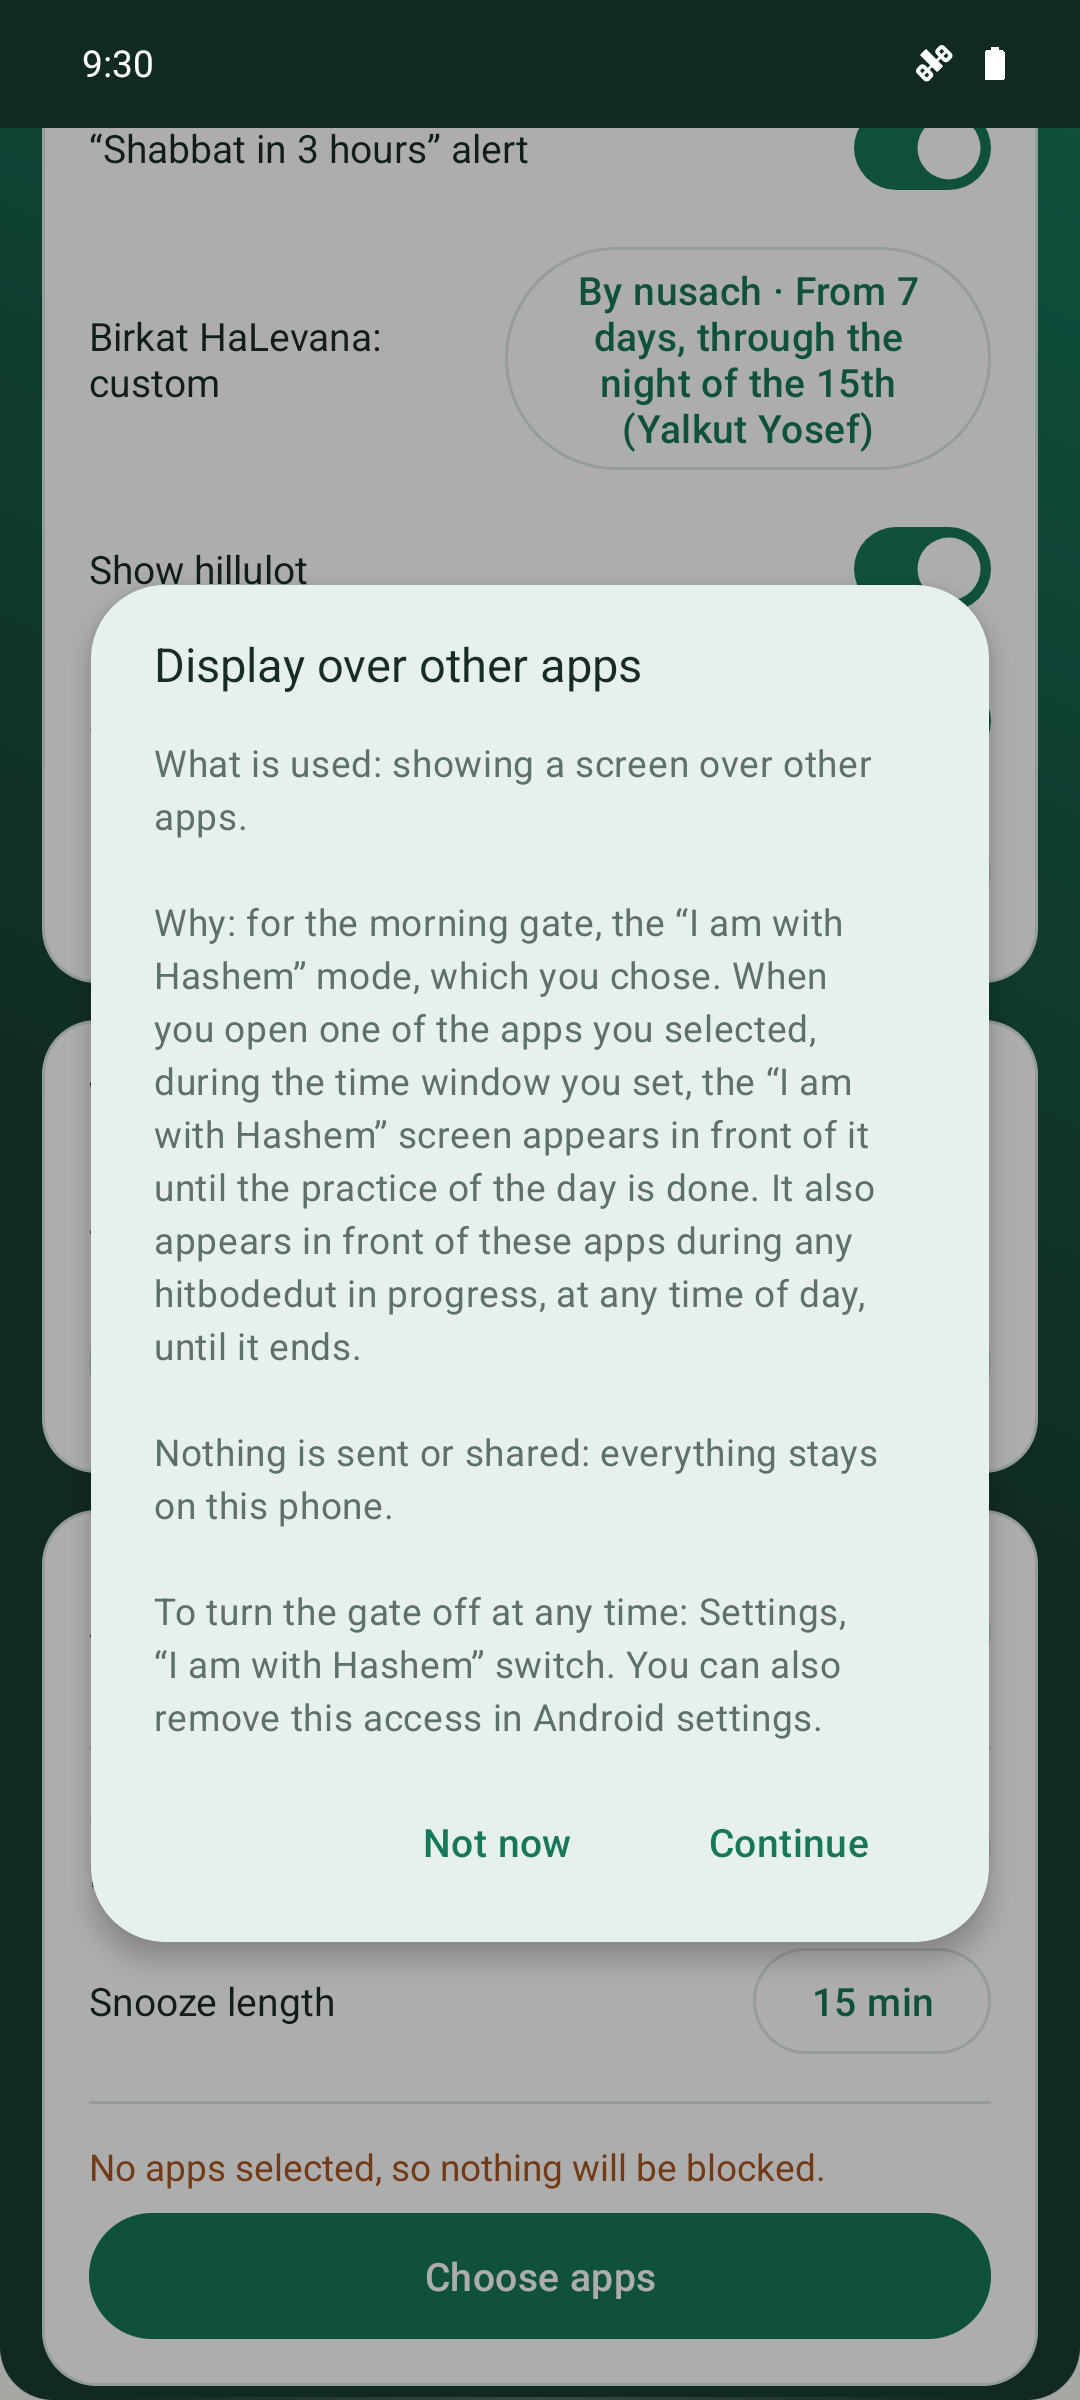 9:30
“Shabbat in 3 hours” alert
Birkat HaLevana:
custom
By nusach · From 7
days, through the
night of the 15th
(Yalkut Yosef)
Show hillulot
Display over other apps
What is used: showing a screen over other
apps.
Why: for the morning gate, the “I am with
Hashem” mode, which you chose. When
you open one of the apps you selected,
during the time window you set, the “I am
with Hashem” screen appears in front of it
until the practice of the day is done. It also
appears in front of these apps during any
hitbodedut in progress, at any time of day,
until it ends.
Nothing is sent or shared: everything stays
on this phone.
To turn the gate off at any time: Settings,
“I am with Hashem” switch. You can also
remove this access in Android settings.
Not now
Continue
Snooze length
15 min
No apps selected, so nothing will be blocked.
Choose apps